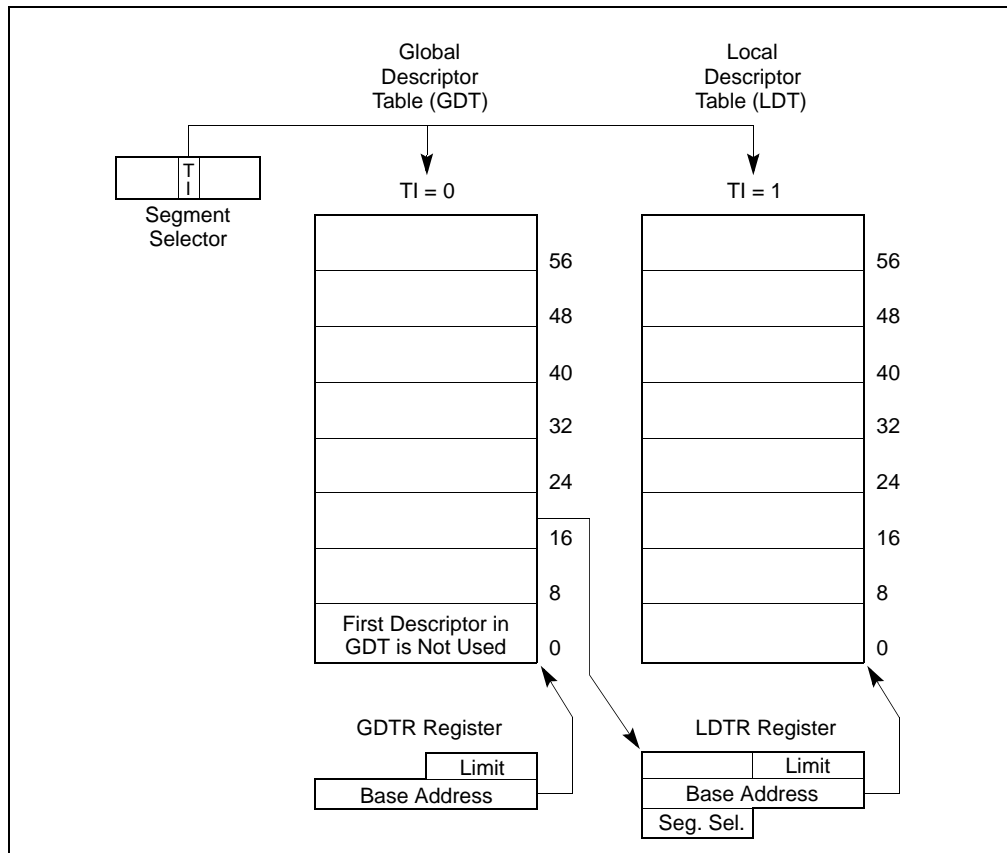 Global
Descriptor
Table (GDT)
Local
Descriptor
Table (LDT)
T
I
Segment
Selector
TI = 0
TI = 1
56
48
40
32
24
16
8
First Descriptor in
GDT is Not Used
0
56
48
40
32
24
16
8
0
GDTR Register
Limit
Base Address
LDTR Register
Limit
Base Address
Seg. Sel.